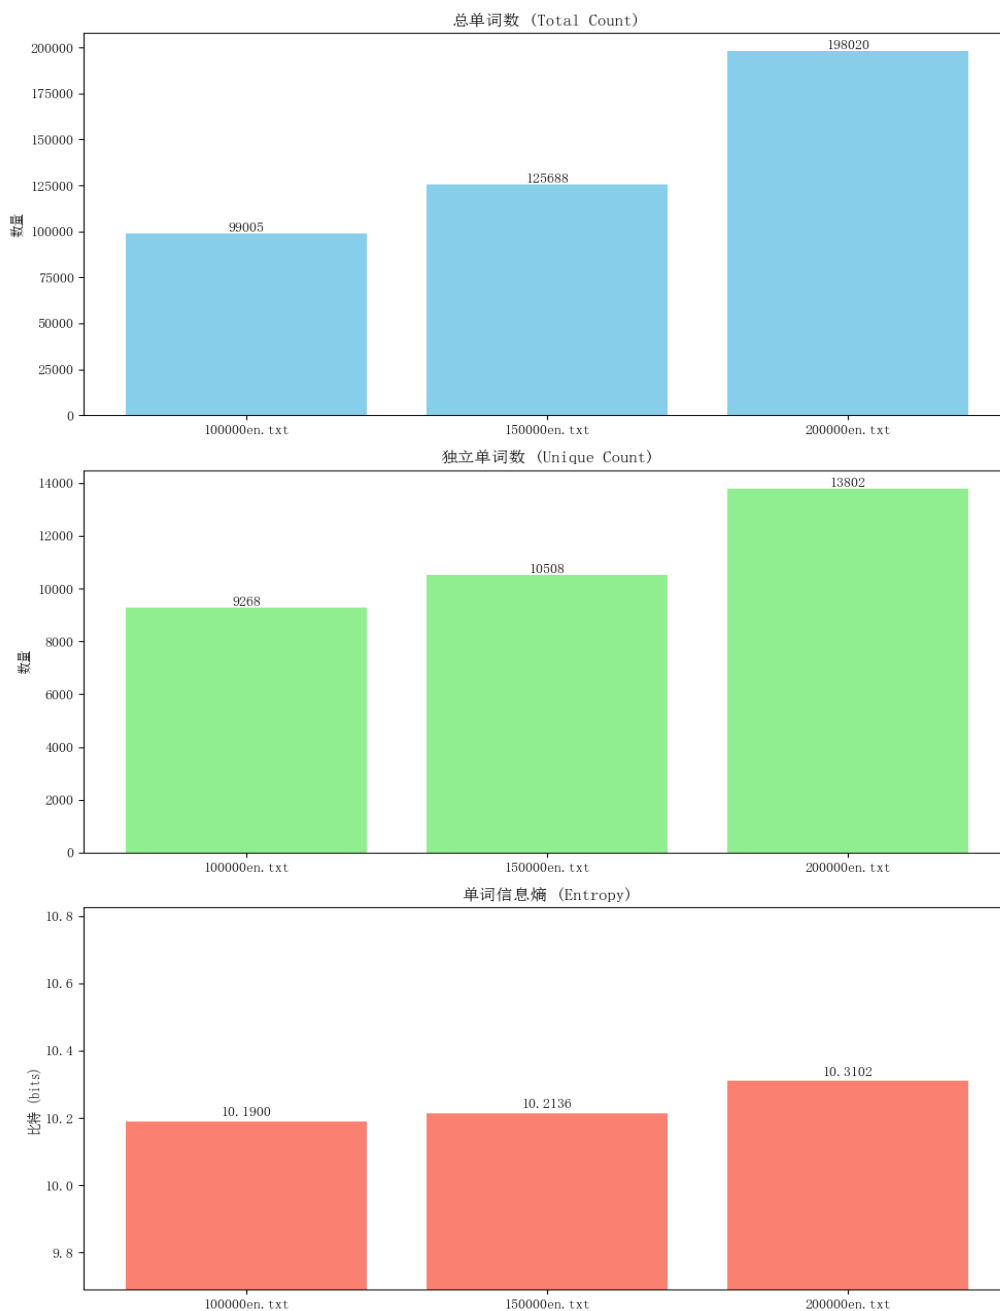 总单词数 (Total Count)
200000
175000
150000
125000
100000
75000
50000
25000
0
数量
99005
125688
198020
100000en.txt
150000en.txt
200000en.txt
独立单词数 (Unique Count)
14000
12000
10000
8000
6000
4000
2000
0
数量
9268
10508
13802
100000en.txt
150000en.txt
200000en.txt
单词信息熵 (Entropy)
10.8
10.6
10.4
10.2
10.0
9.8
比特 (bits)
10.1900
10.2136
10.3102
100000en.txt
150000en.txt
200000en.txt